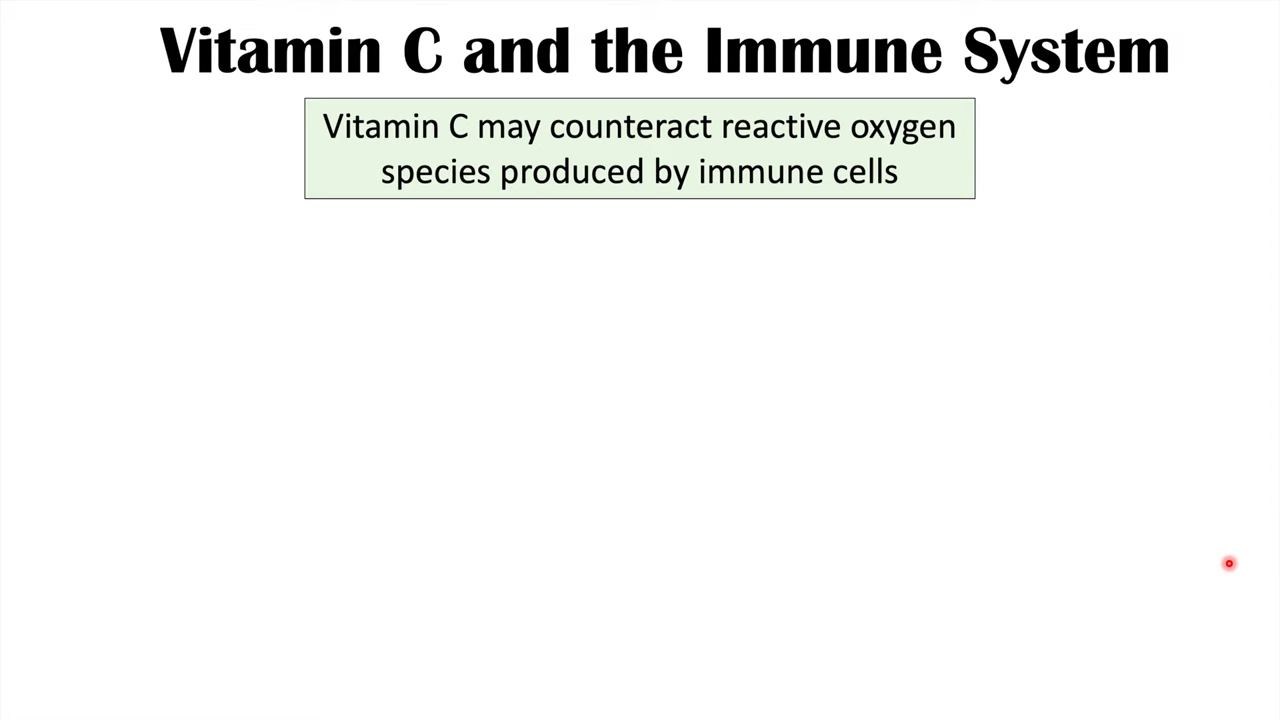 Vitamin C and the Immune System
Vitamin C may counteract reactive oxygen
species produced by immune cells